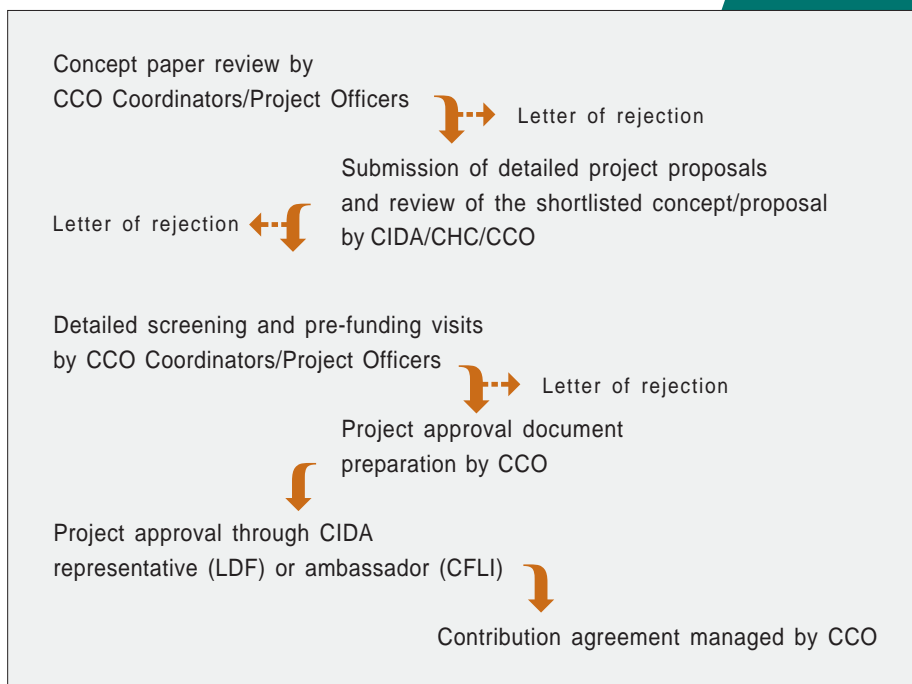 Concept paper review by
CCO Coordinators/Project Officers
Letter of rejection
Submission of detailed project proposals
and review of the shortlisted concept/proposal
by CIDA/CHC/CCO
Letter of rejection
Detailed screening and pre-funding visits
by CCO Coordinators/Project Officers
Letter of rejection
Project approval document
preparation by CCO
Project approval through CIDA
representative (LDF) or ambassador (CFLI)
Contribution agreement managed by CCO